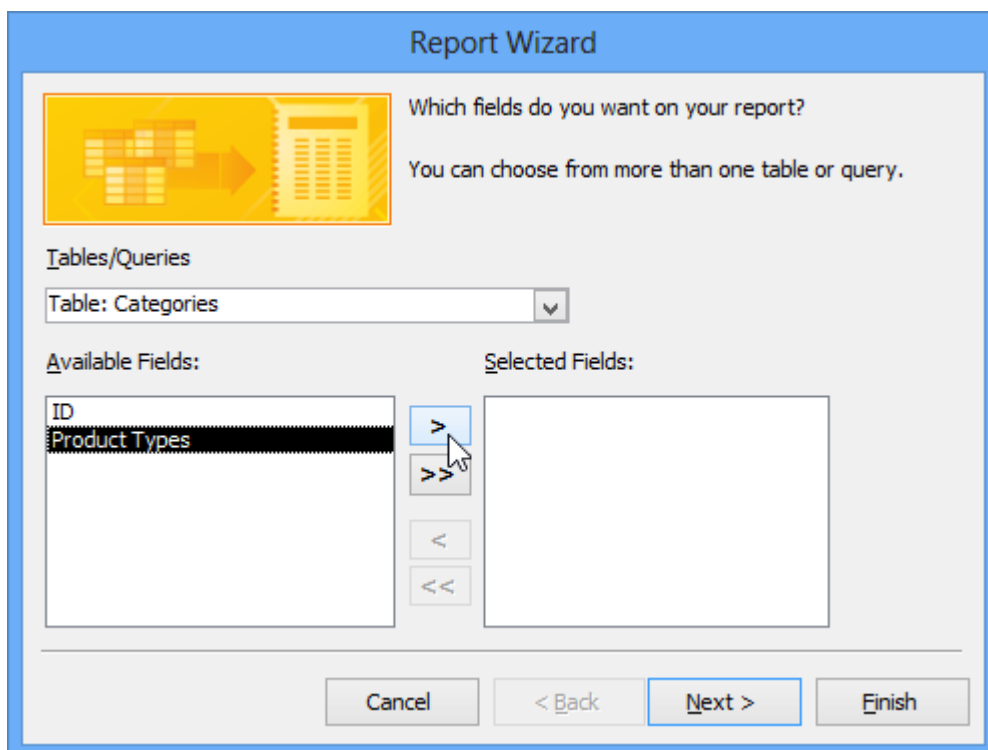 Report Wizard
Which fields do you want on your report?
You can choose from more than one table or query.
Tables/Queries
Table: Categories
Available Fields:
Selected Fields:
ID
Product Types
>
>>
<
<<
Cancel
< Back
Next >
Finish